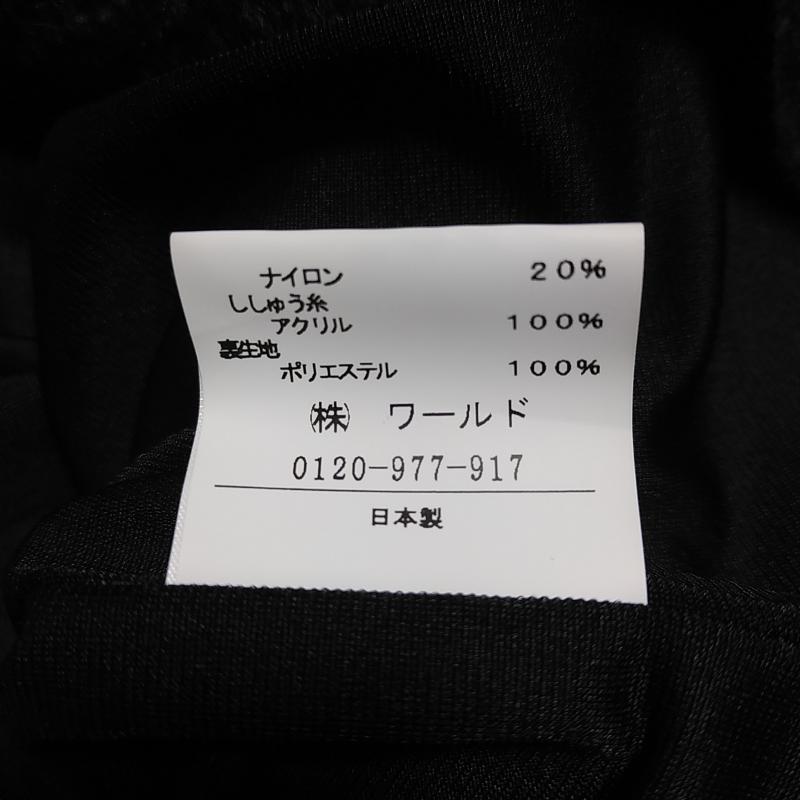 ナイロン 20%
ししゅう糸
アクリル 100%
裏生地
ポリエステル 100%
㈱ ワールド
0120-977-917
日本製